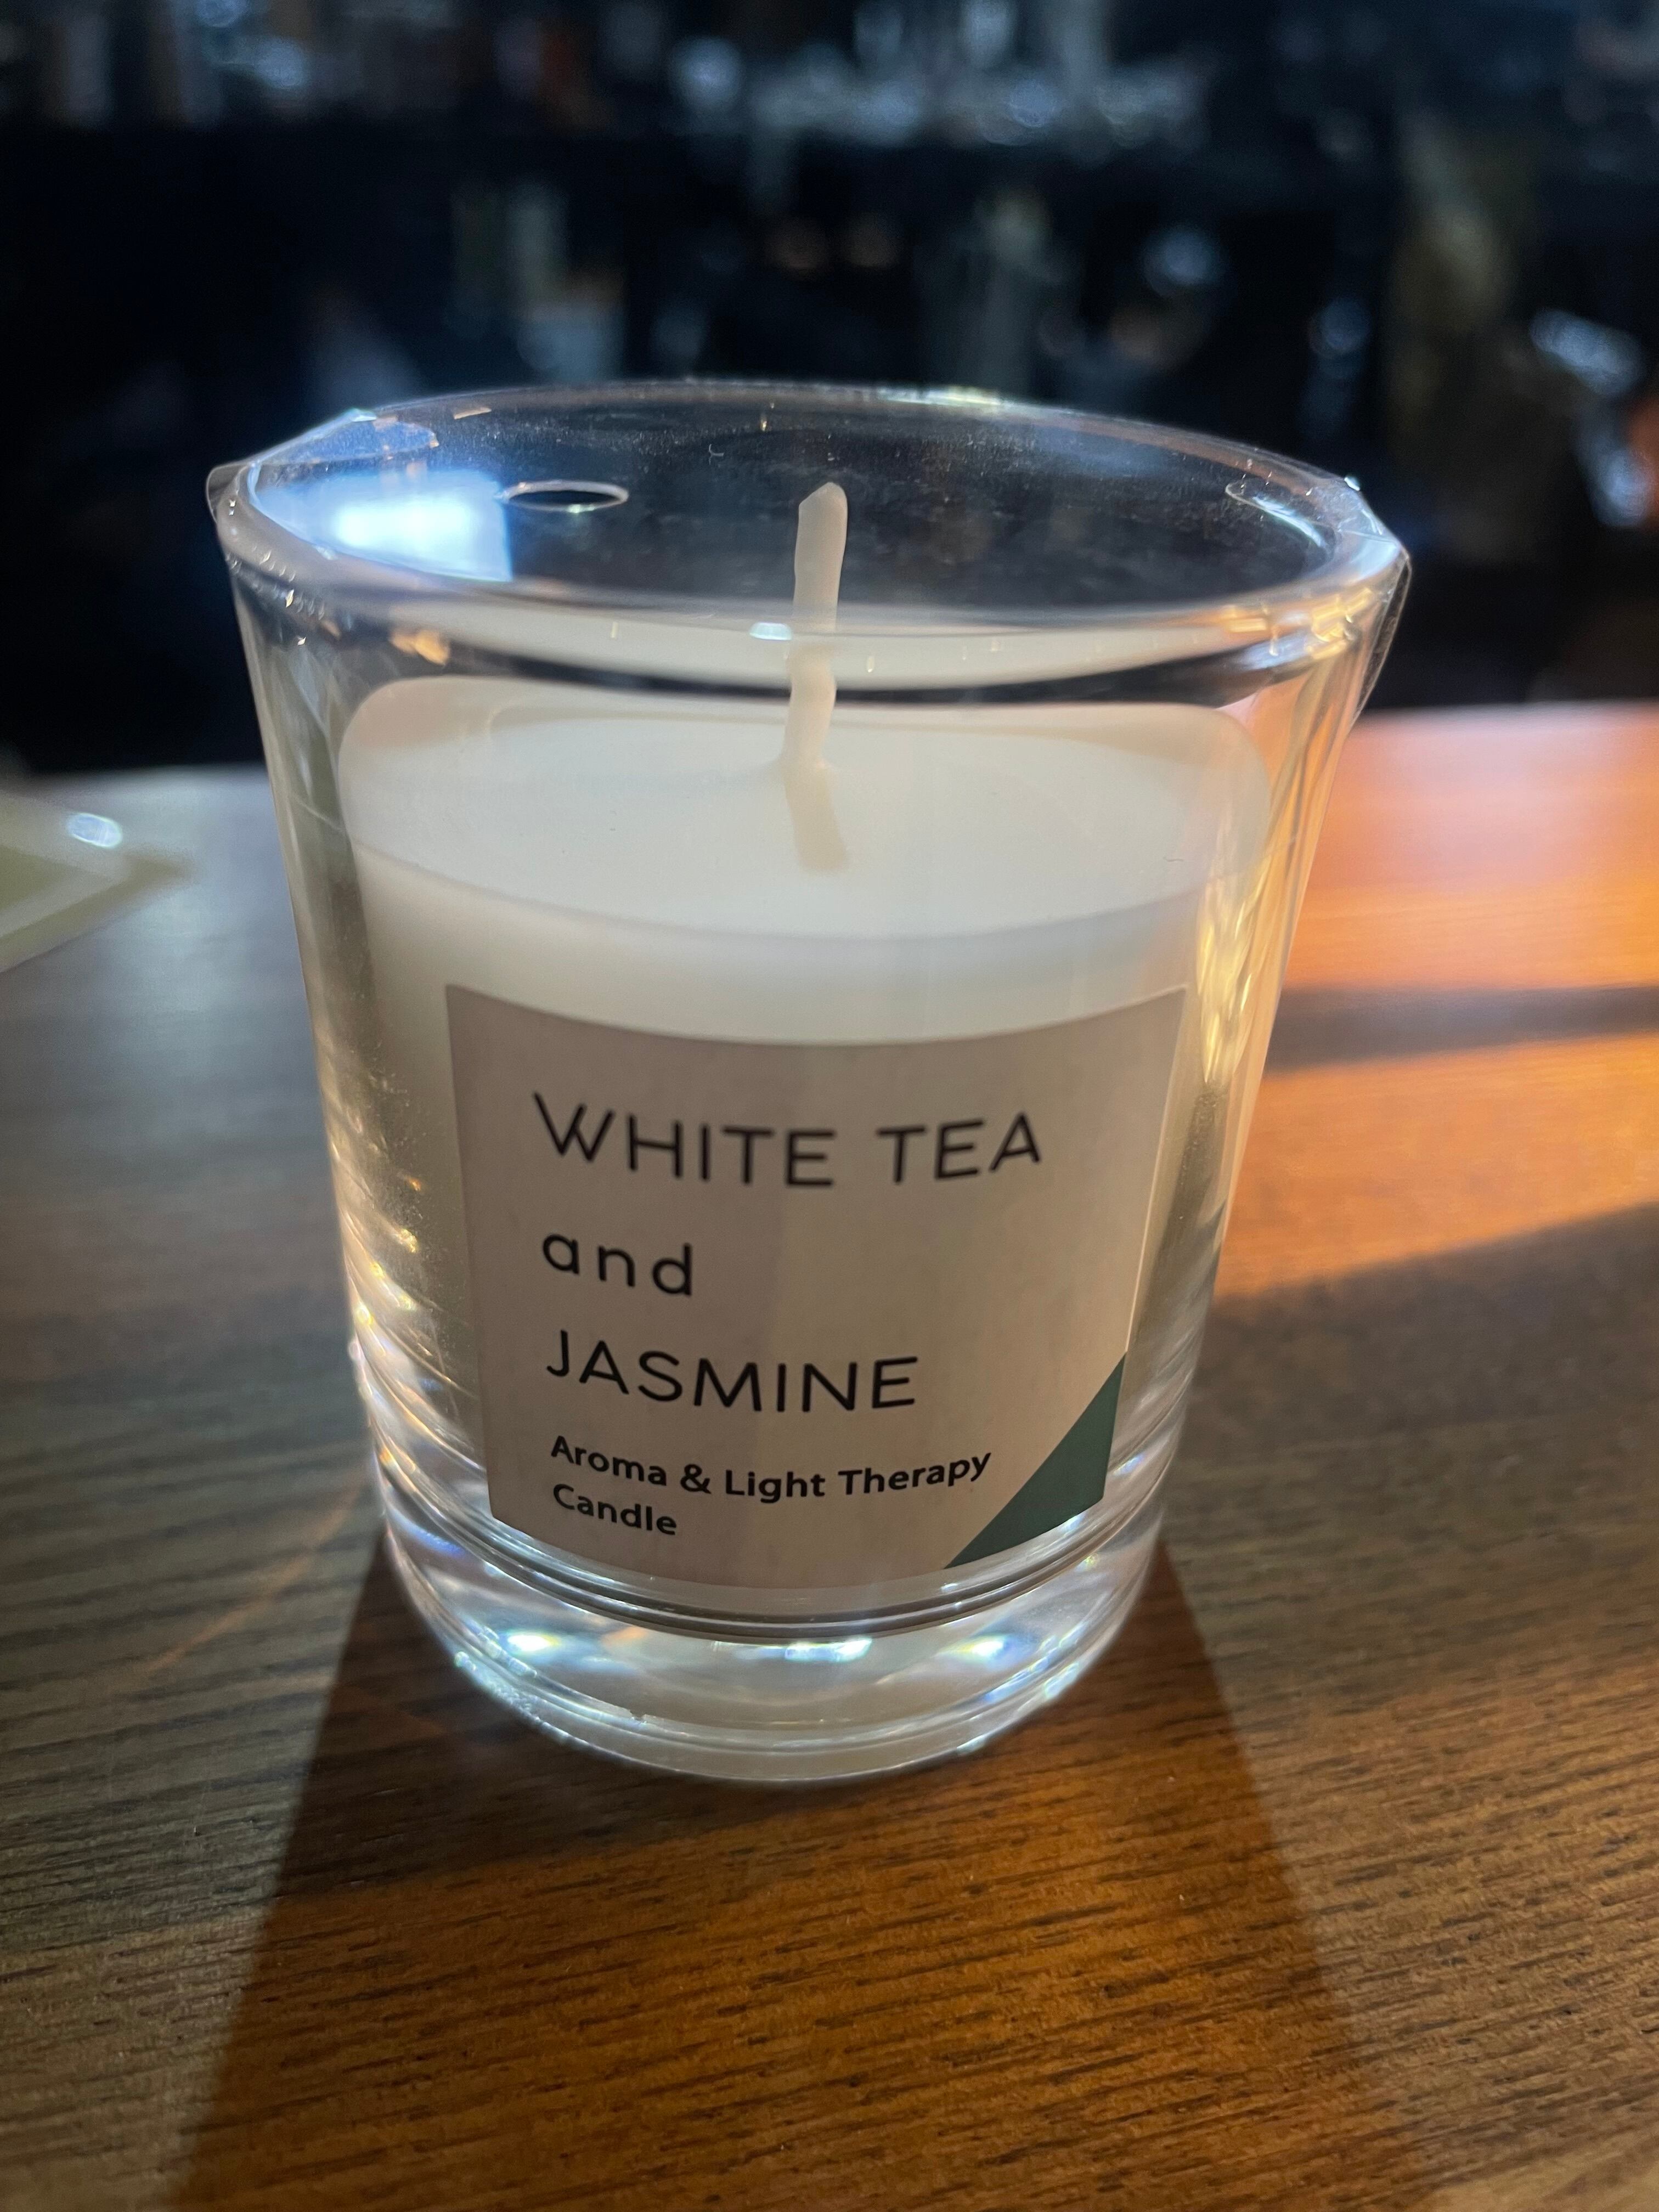 WHITE TEA
and
JASMINE
Aroma & Light Therapy
Candle